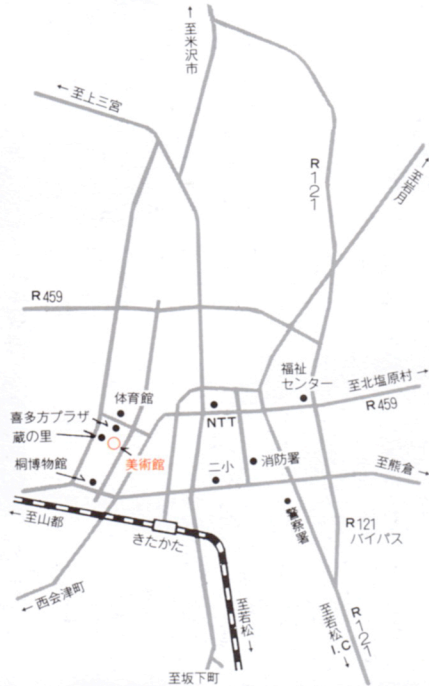 至米沢市
至上三宮
R121
至岩月
R459
福祉
センター
至北塩原村
R459
体育館
喜多方プラザ
蔵の里
NTT
美術館
桐博物館
二小
消防署
至熊倉
警察署
至山都
きたかた
R121
バイパス
西会津町
至若松
至若松I.C
R121
至坂下町